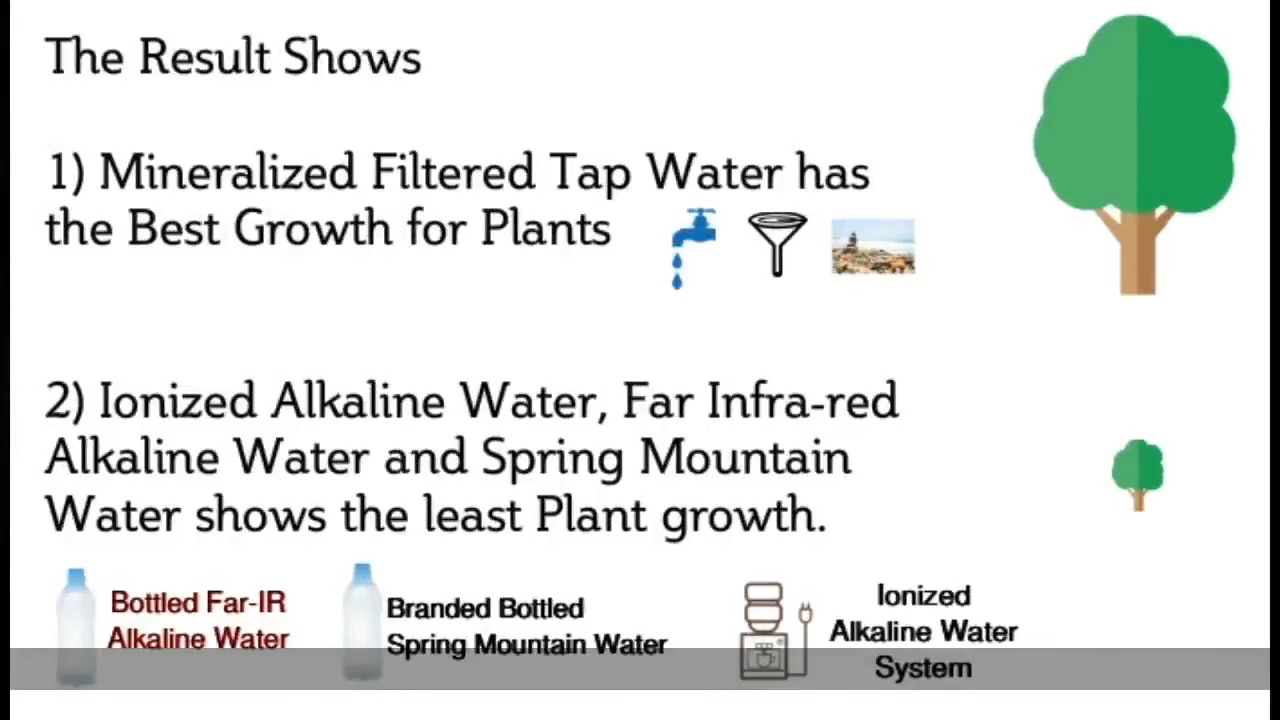 The Result Shows
1) Mineralized Filtered Tap Water has
the Best Growth for Plants
2) Ionized Alkaline Water, Far Infra-red
Alkaline Water and Spring Mountain
Water shows the least Plant growth.
Bottled Far-IR
Alkaline Water
Branded Bottled
Spring Mountain Water
Ionized
Alkaline Water
System